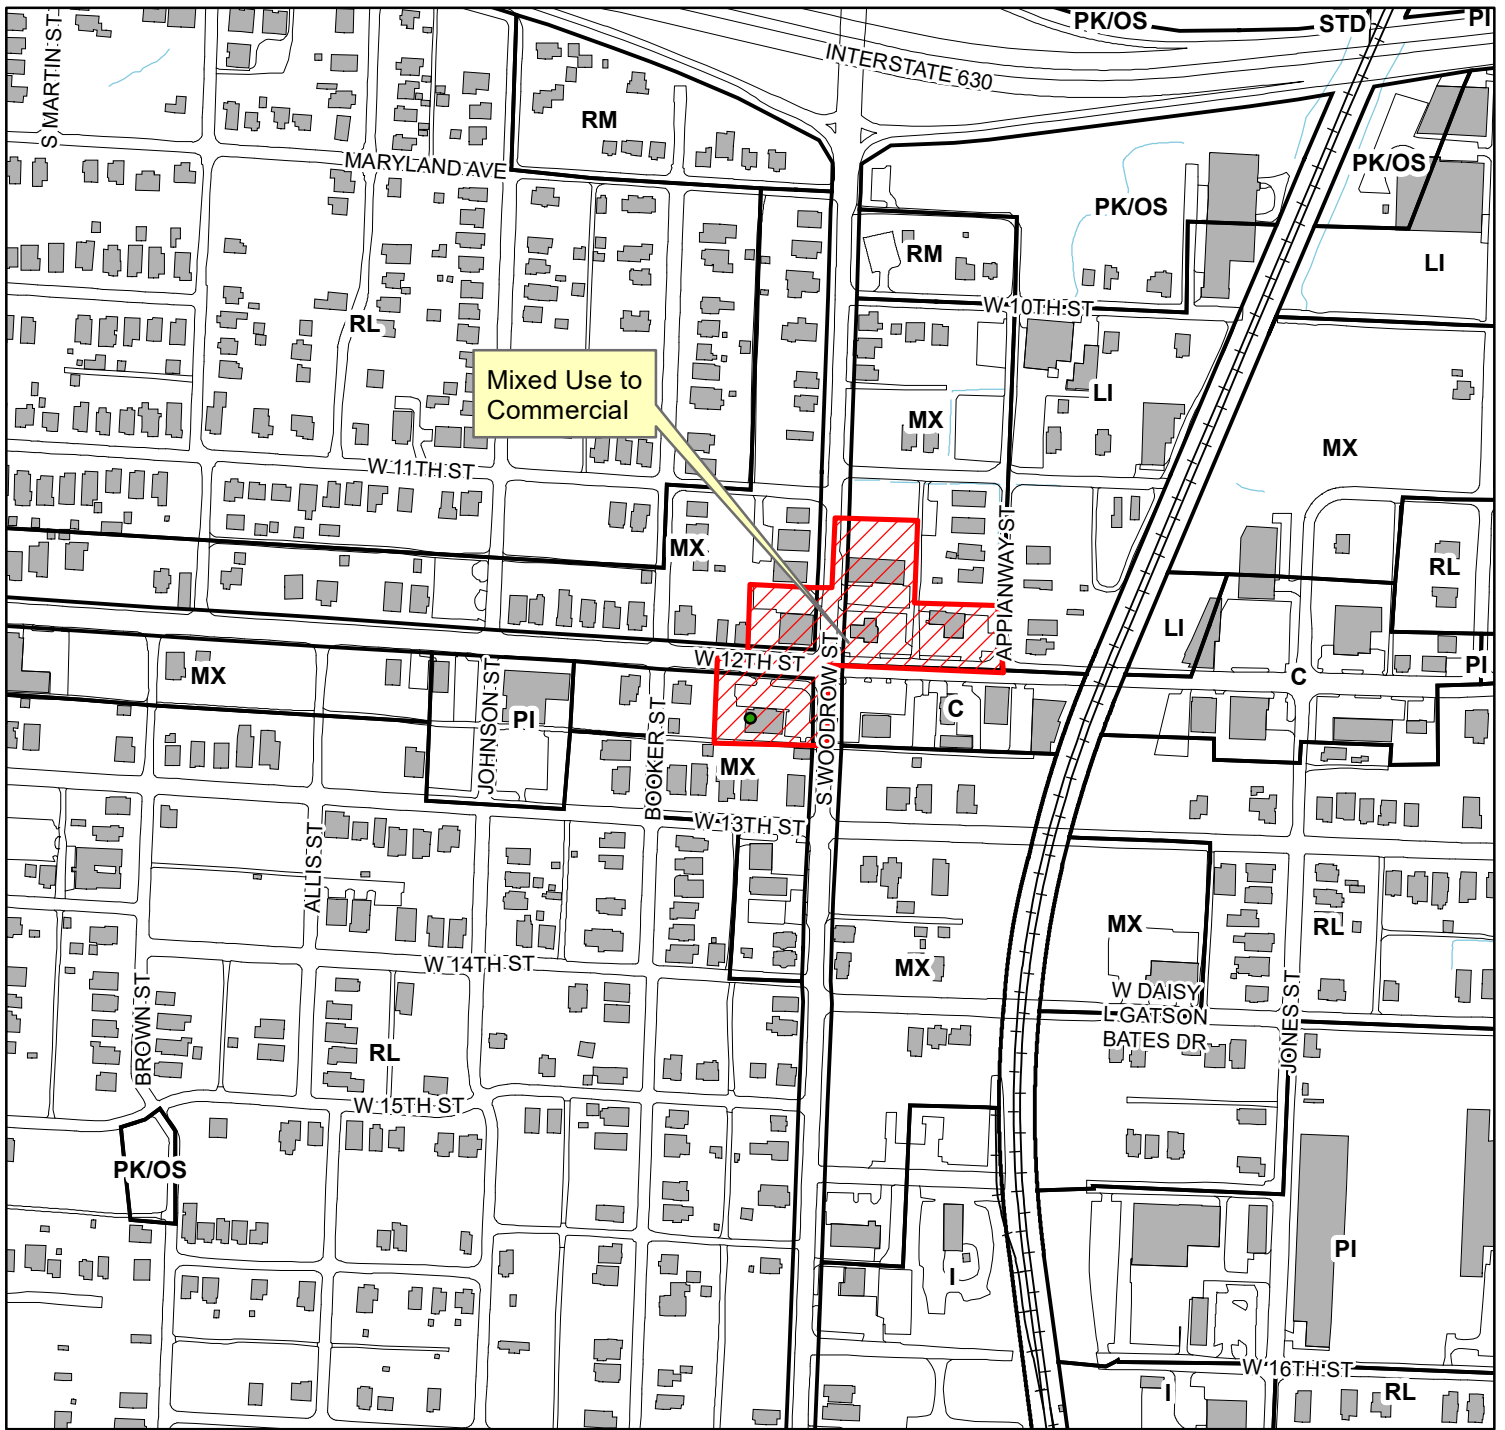 PK/OS
STD
PI
S MARTIN ST
INTERSTATE 630
RM
MARYLAND AVE
PK/OS
PK/OS
RM
LI
W 10TH ST
RL
Mixed Use to
Commercial
LI
MX
MX
W 11TH ST
APPIANWAY ST
MX
RL
LI
W 12TH ST
PI
MX
C
JOHNSON ST
PI
BOOKER ST
S WOODROW ST
C
MX
W 13TH ST
ALLIS ST
MX
RL
W 14TH ST
MX
BROWN ST
W DAISY
L GATSON
BATES DR
JONES ST
RL
W 15TH ST
PK/OS
PI
I
W 16TH ST
I
RL